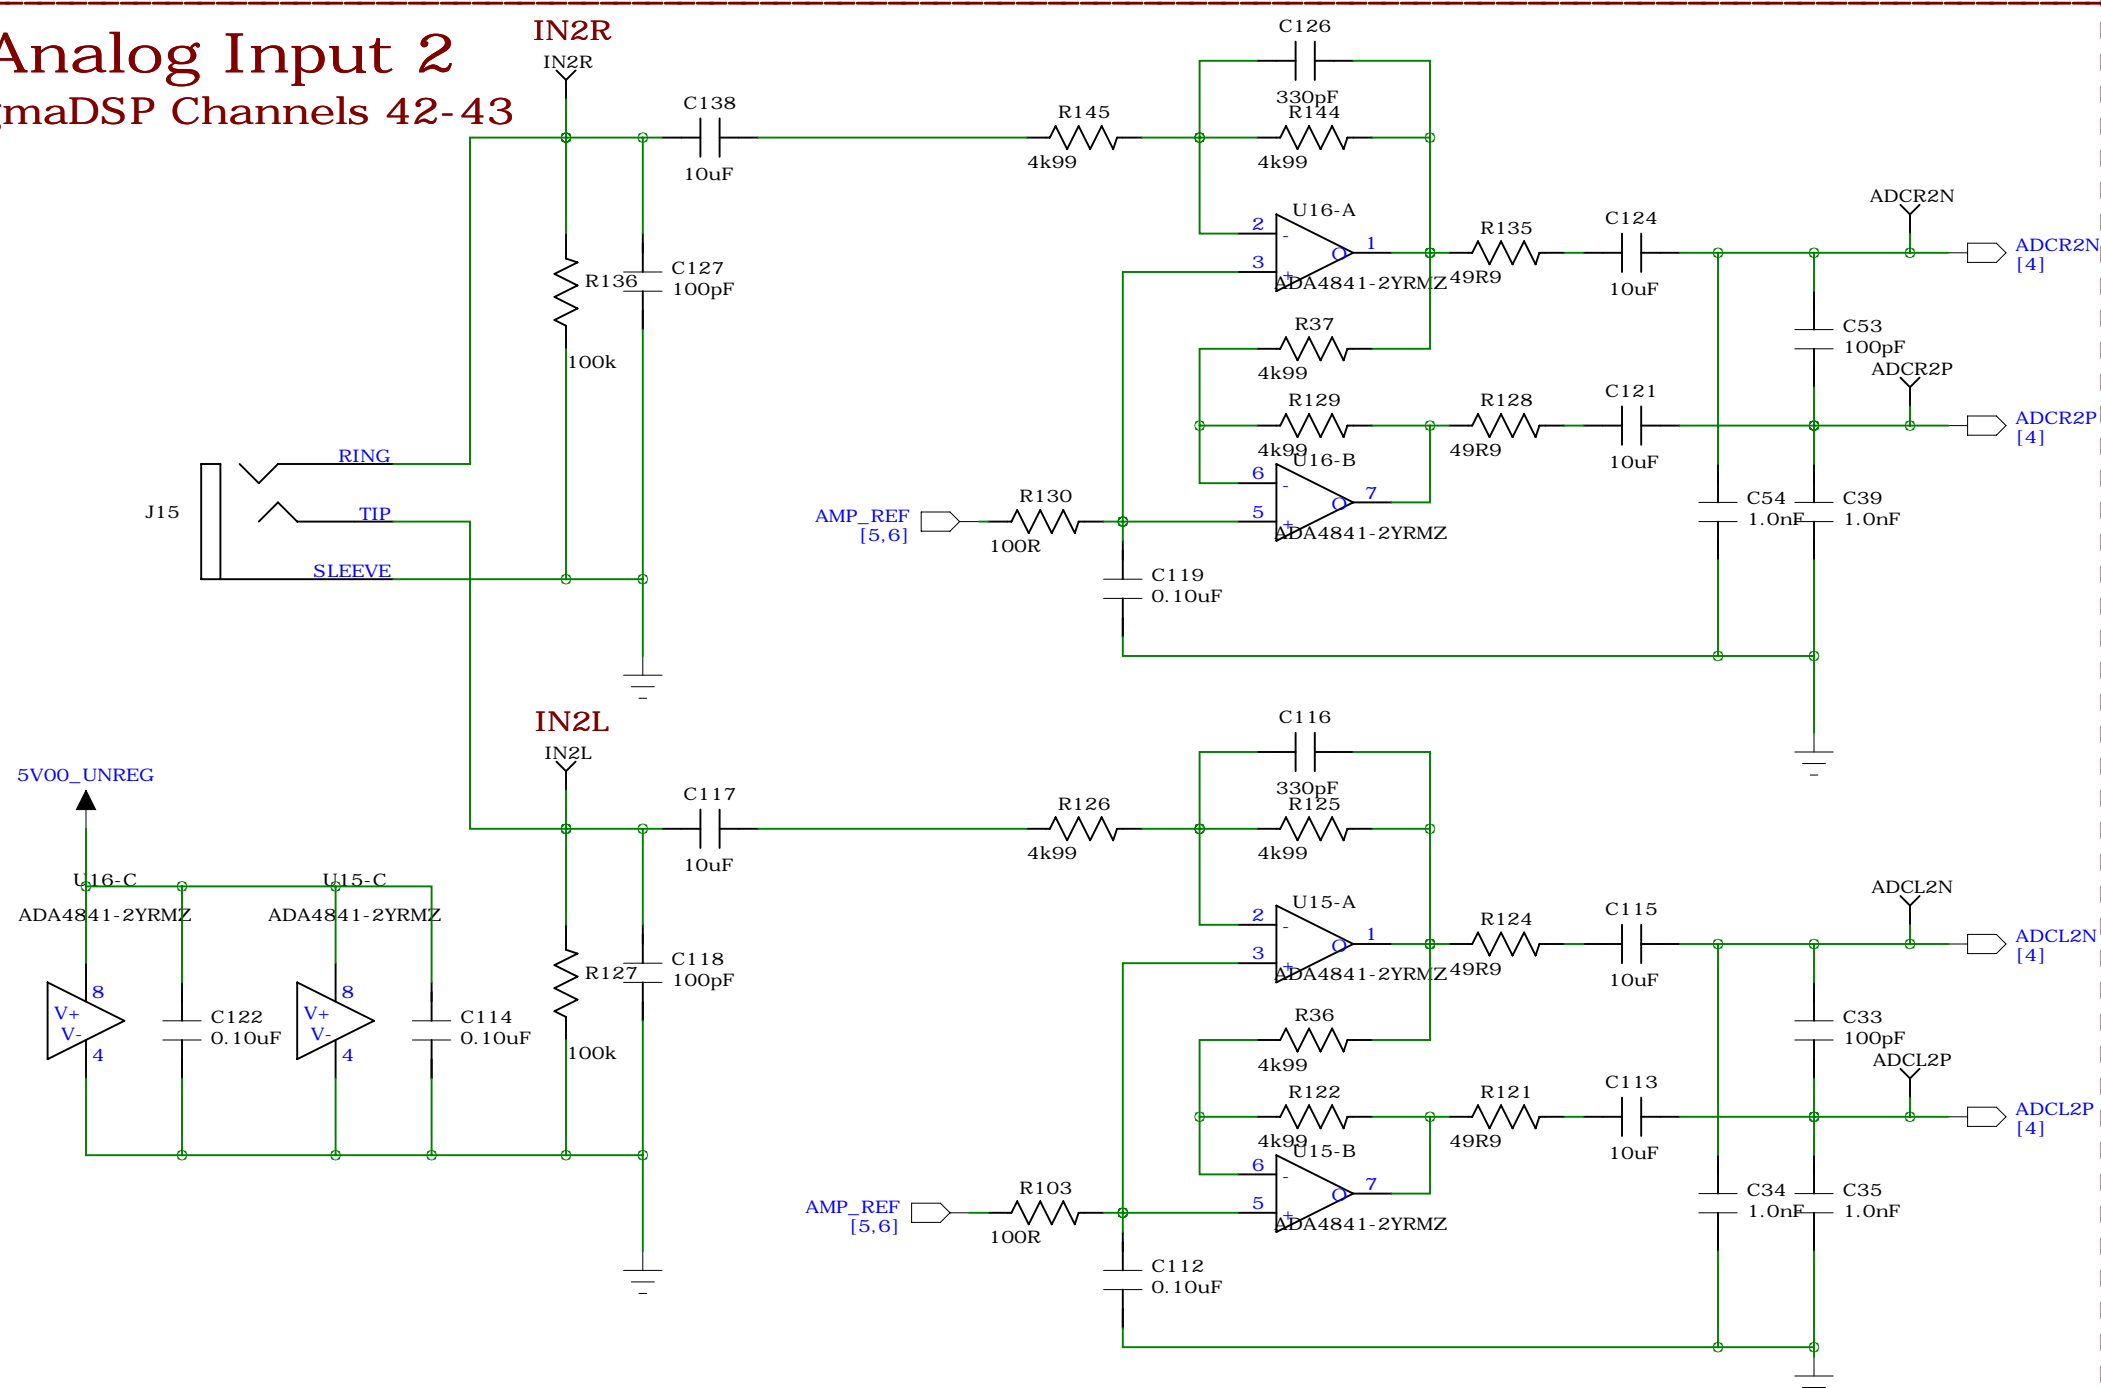 Analog Input 2
gmaDSP Channels 42-43
IN2R
IN2R
C138
10uF
R136
100k
C127
100pF
R145
4k99
C126
330pF
R144
4k99
U16-A
2
-
3
+
1
O
ADA4841-2YRMZ
R135
49R9
C124
10uF
ADCR2N
ADCR2N
[4]
R37
4k99
C53
100pF
ADCR2P
ADCR2P
[4]
R129
4k99
R128
49R9
C121
10uF
U16-B
6
-
5
+
7
O
ADA4841-2YRMZ
C54
1.0nF
C39
1.0nF
J15
RING
TIP
SLEEVE
AMP_REF
[5,6]
R130
100R
C119
0.10uF
IN2L
IN2L
C117
10uF
R127
100k
C118
100pF
R126
4k99
C116
330pF
R125
4k99
U15-A
2
-
3
+
1
O
ADA4841-2YRMZ
R124
49R9
C115
10uF
ADCL2N
ADCL2N
[4]
R36
4k99
C33
100pF
ADCL2P
ADCL2P
[4]
R122
4k99
R121
49R9
C113
10uF
U15-B
6
-
5
+
7
O
ADA4841-2YRMZ
C34
1.0nF
C35
1.0nF
AMP_REF
[5,6]
R103
100R
C112
0.10uF
5V00_UNREG
U16-C
ADA4841-2YRMZ
8
V+
V-
4
C122
0.10uF
U15-C
ADA4841-2YRMZ
8
V+
V-
4
C114
0.10uF